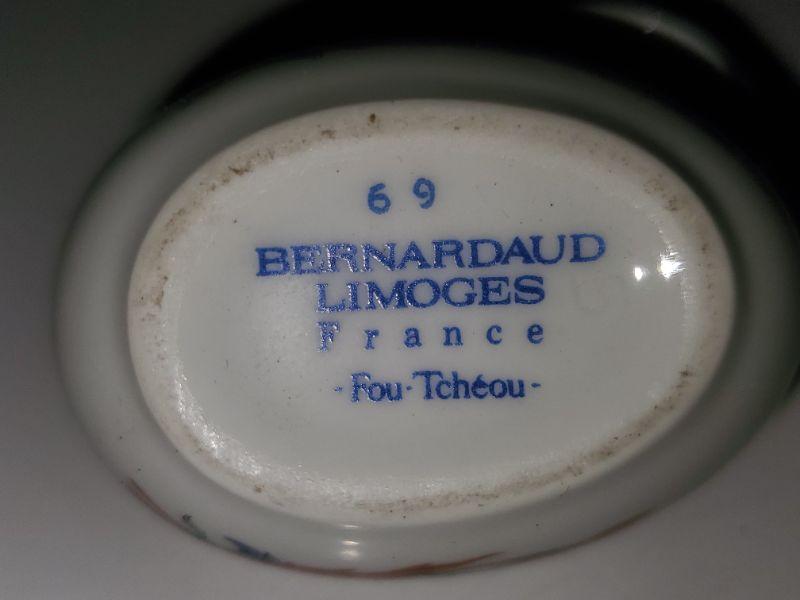 69
BERNARDAUD
LIMOGES
France
-Fou-Tchéou-